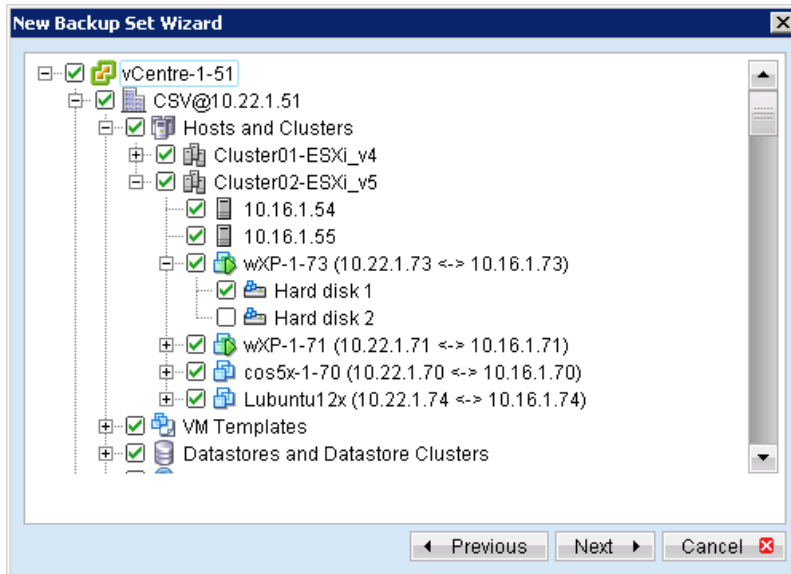 New Backup Set Wizard
vCentre-1-51
CSV@10.22.1.51
Hosts and Clusters
Cluster01-ESXi_v4
Cluster02-ESXi_v5
10.16.1.54
10.16.1.55
wXP-1-73 (10.22.1.73 <-> 10.16.1.73)
Hard disk 1
Hard disk 2
wXP-1-71 (10.22.1.71 <-> 10.16.1.71)
cos5x-1-70 (10.22.1.70 <-> 10.16.1.70)
Lubuntu12x (10.22.1.74 <-> 10.16.1.74)
VM Templates
Datastores and Datastore Clusters
Previous Next Cancel